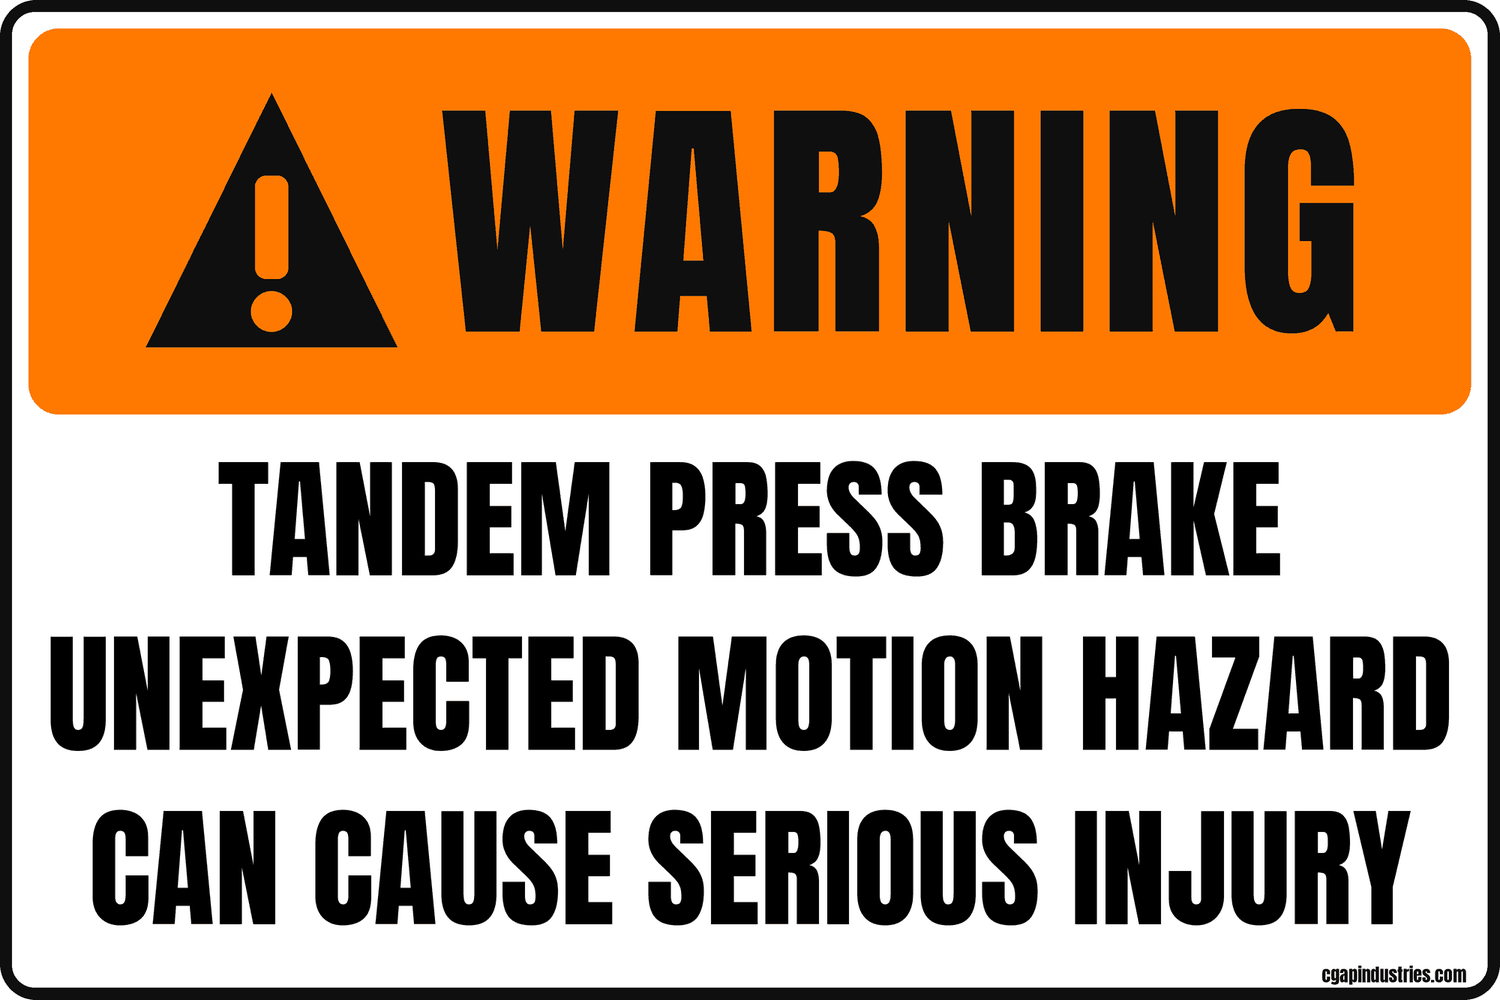 WARNING
TANDEM PRESS BRAKE
UNEXPECTED MOTION HAZARD
CAN CAUSE SERIOUS INJURY
cgapindustries.com